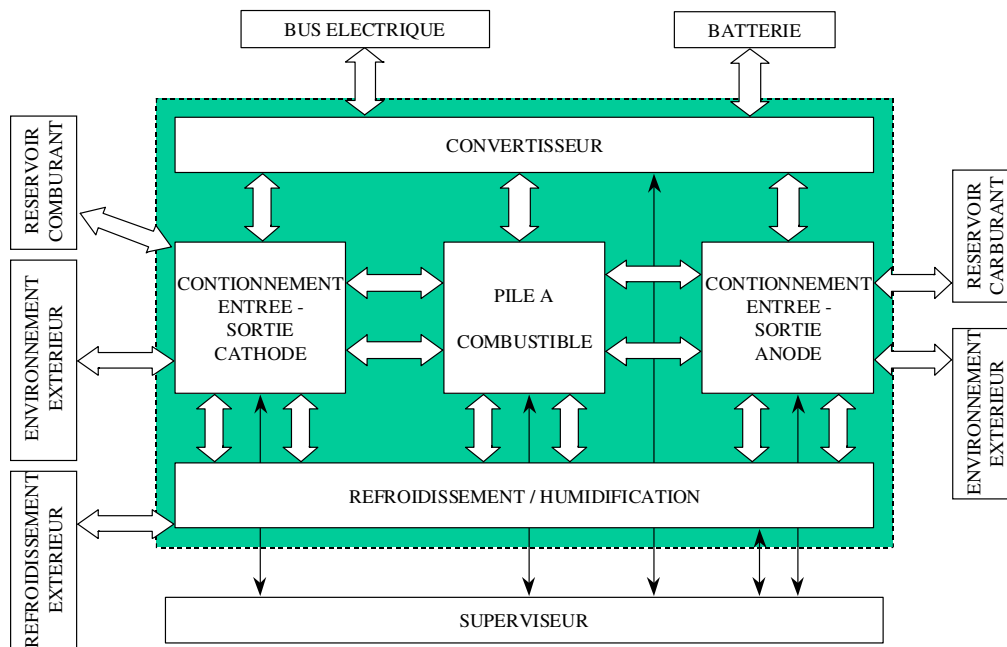 BUS ELECTRIQUE
BATTERIE
CONVERTISSEUR
RESERVOIR
COMBURANT
ENVIRONNEMENT
EXTERIEUR
REFROIDISSEMENT
EXTERIEUR
CONTIONNEMENT
ENTREE -
SORTIE
CATHODE
PILE A
COMBUSTIBLE
CONTIONNEMENT
ENTREE -
SORTIE
ANODE
RESERVOIR
CARBURANT
ENVIRONNEMENT
EXTERIEUR
REFROIDISSEMENT / HUMIDIFICATION
SUPERVISEUR